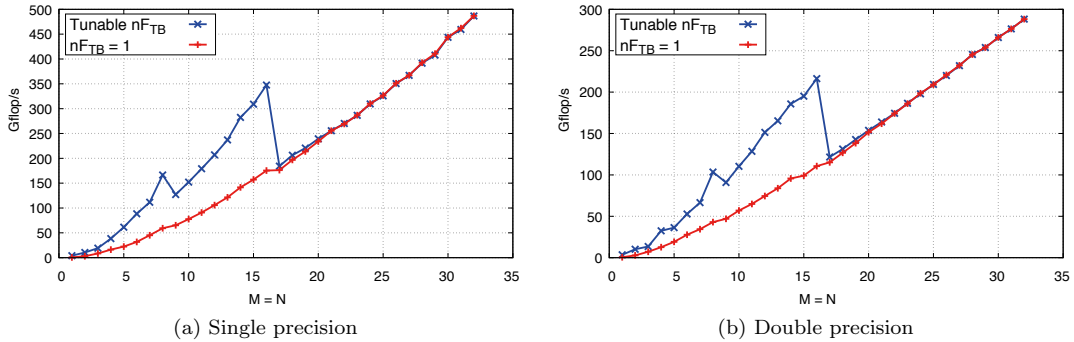 500
450
400
350
300
250
200
150
100
50
0
Gflop/s
Tunable nF_TB
nF_TB = 1
0 5 10 15 20 25 30 35
M = N
(a) Single precision
300
250
200
150
100
50
0
Gflop/s
Tunable nF_TB
nF_TB = 1
0 5 10 15 20 25 30 35
M = N
(b) Double precision